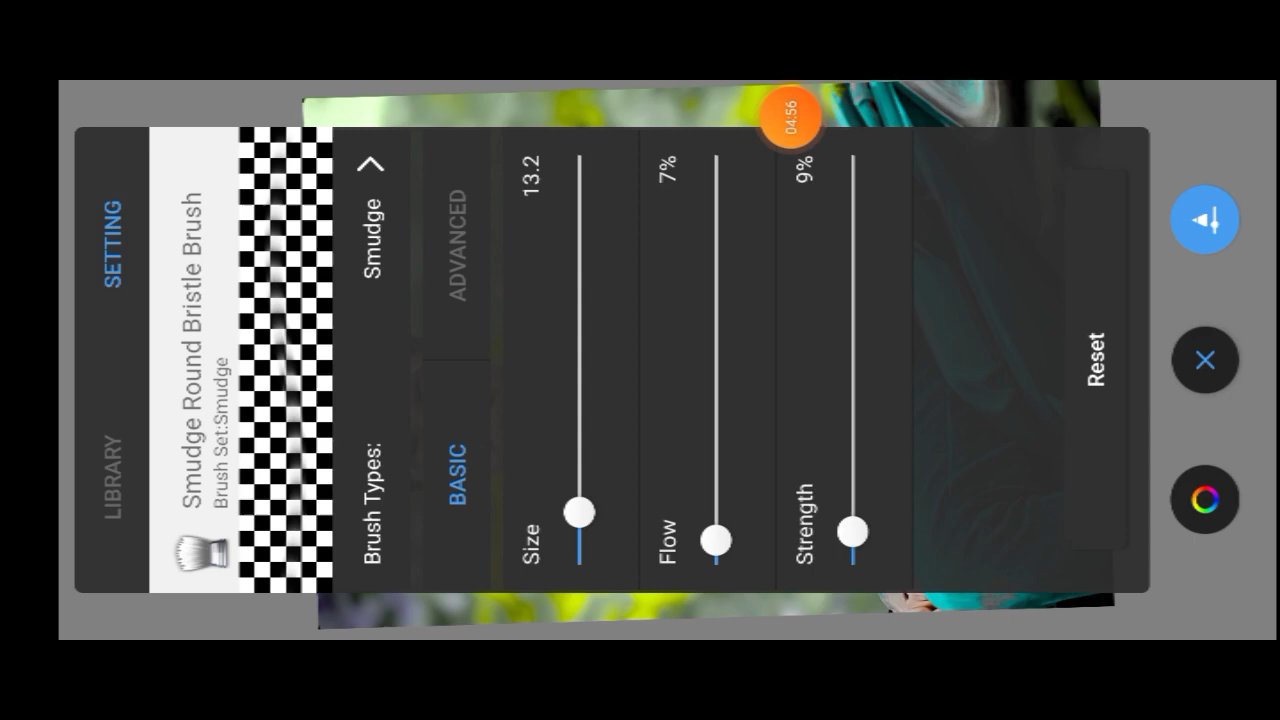 LIBRARY SETTING
Smudge Round Bristle Brush
Brush Set:Smudge
Brush Types: Smudge
BASIC ADVANCED
Size 13.2
Flow 7%
Strength 9%
04:56
Reset